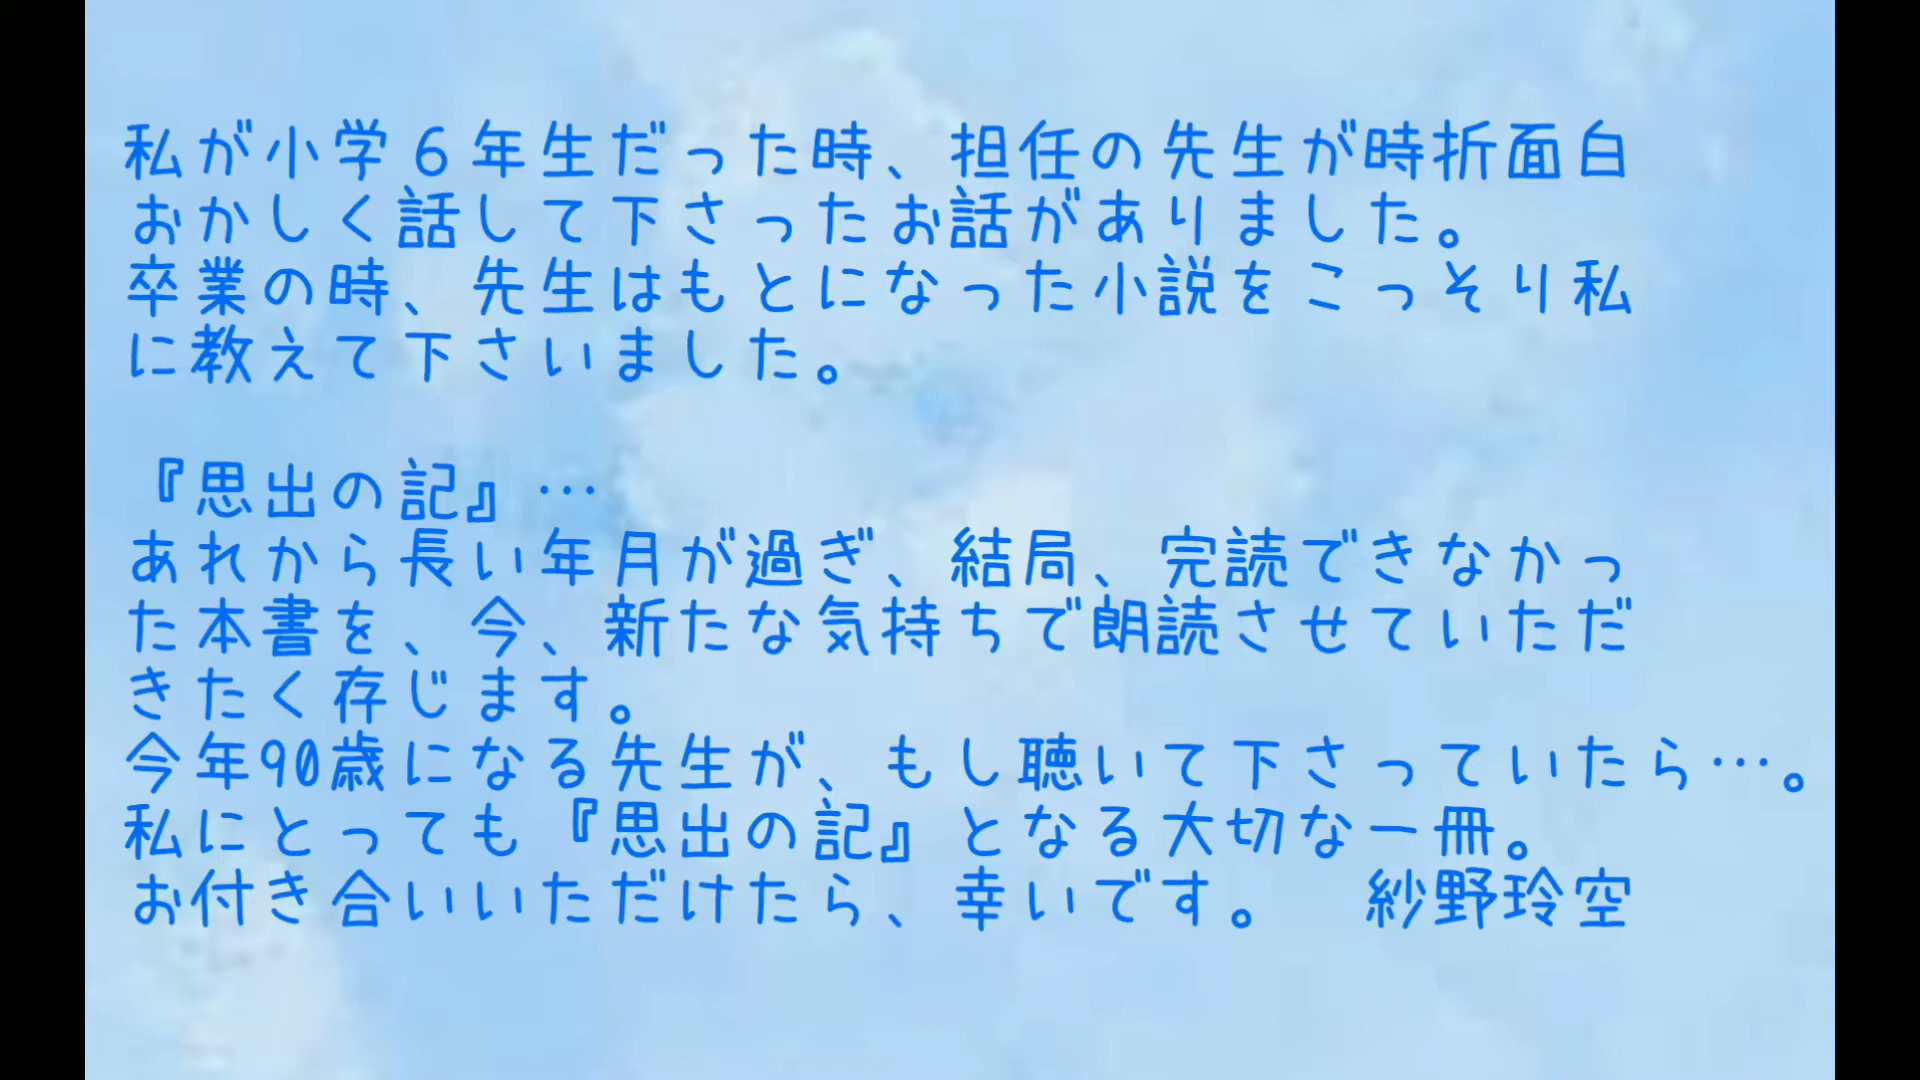 私が小学６年生だった時、担任の先生が時折面白
おかしく話して下さったお話がありました。
卒業の時、先生はもとになった小説をこっそり私
に教えて下さいました。
『思出の記』…
あれから長い年月が過ぎ、結局、完読できなかっ
た本書を、今、新たな気持ちで朗読させていただ
きたく存じます。
今年90歳になる先生が、もし聴いて下さっていたら…。
私にとっても『思出の記』となる大切な一冊。
お付き合いいただけたら、幸いです。　紗野玲空